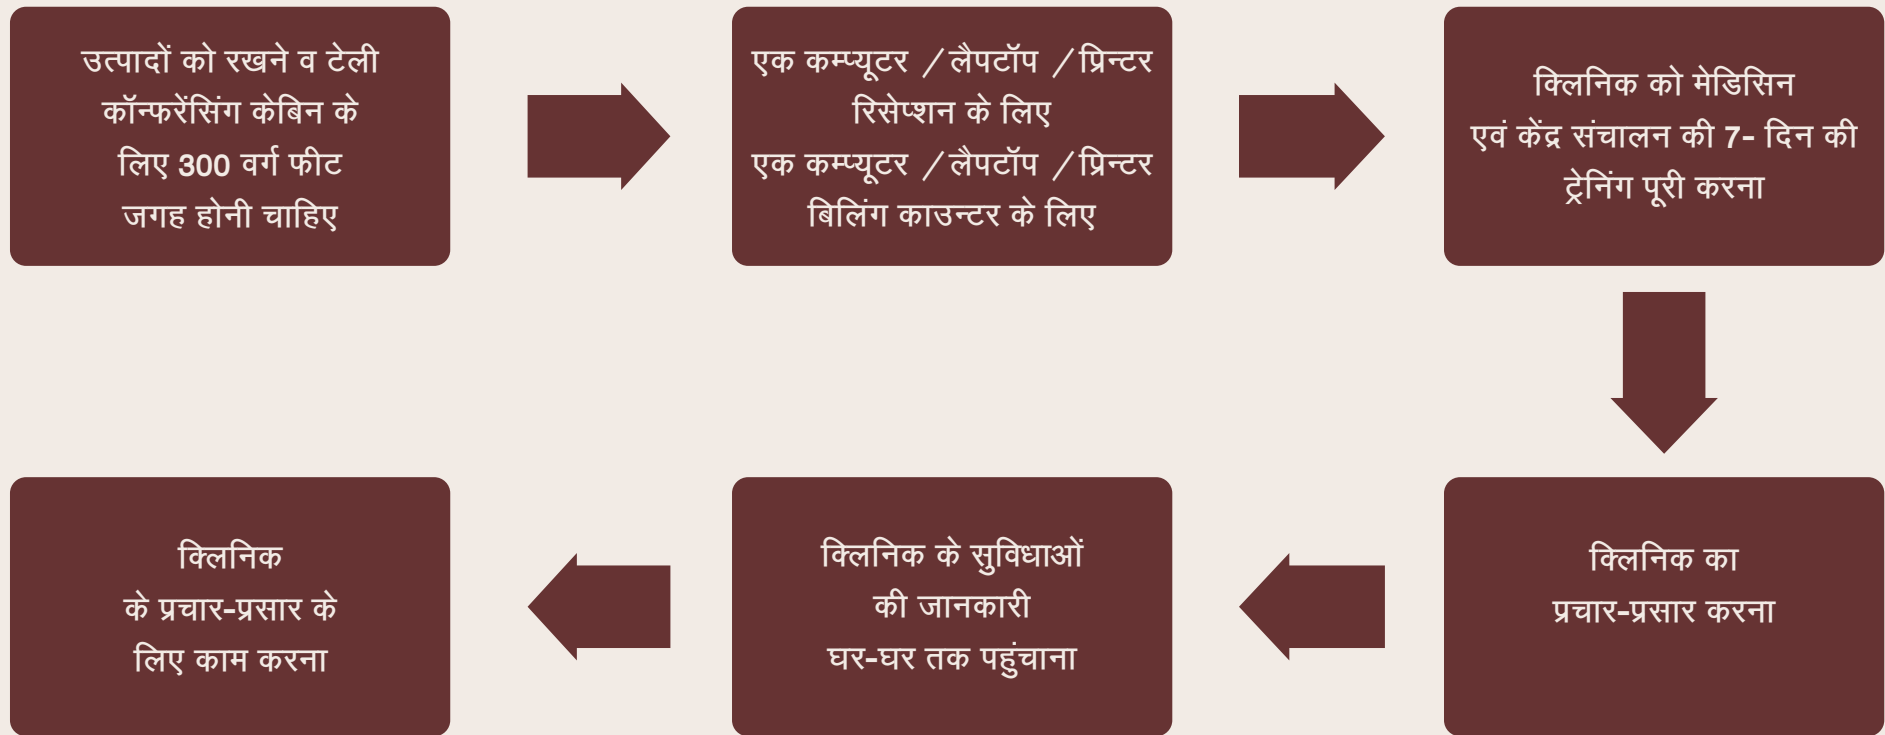 उत्पादों को रखने व टेली
कॉन्फरेंसिंग केबिन के
लिए 300 वर्ग फीट
जगह होनी चाहिए
एक कम्प्यूटर /लैपटॉप /प्रिन्टर
रिसेप्शन के लिए
एक कम्प्यूटर /लैपटॉप /प्रिन्टर
बिलिंग काउन्टर के लिए
क्लिनिक को मेडिसिन
एवं केंद्र संचालन की 7- दिन की
ट्रेनिंग पूरी करना
क्लिनिक का
प्रचार-प्रसार करना
क्लिनिक के सुविधाओं
की जानकारी
घर-घर तक पहुंचाना
क्लिनिक
के प्रचार-प्रसार के
लिए काम करना